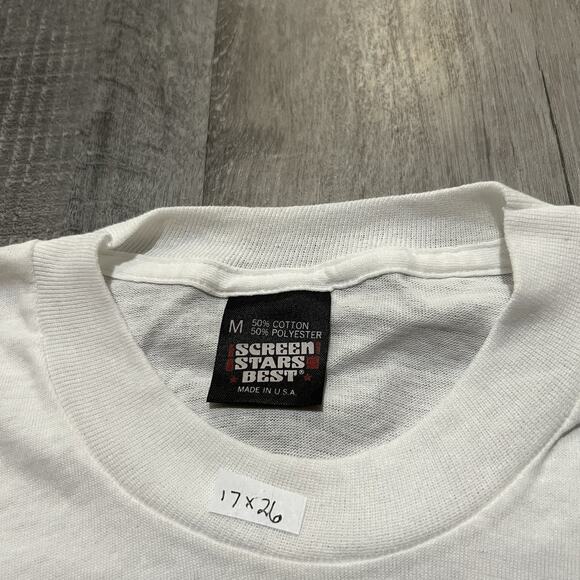 M 50% COTTON
50% POLYESTER
SCREEN
STARS
BEST®
MADE IN U.S.A.
17x26